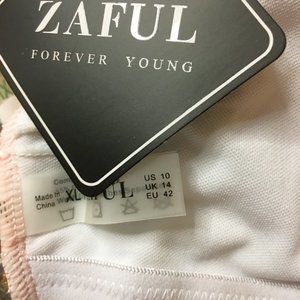 ZAFUL
FOREVER YOUNG
Made in
China
XL
US 10
UK 14
EU 42